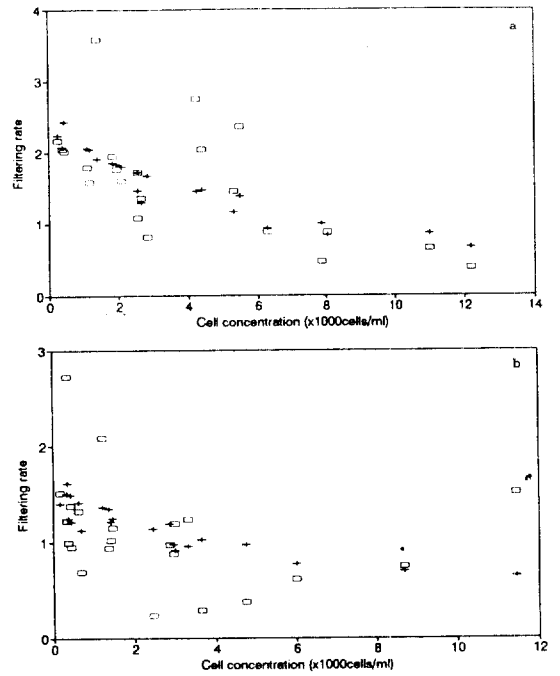 4
a
3
Filtering rate
2
1
0
0 2 4 6 8 10 12 14
Cell concentration (x1000cells/ml)
3
b
2
Filtering rate
1
0
0 2 4 6 8 10 12
Cell concentration (x1000cells/ml)